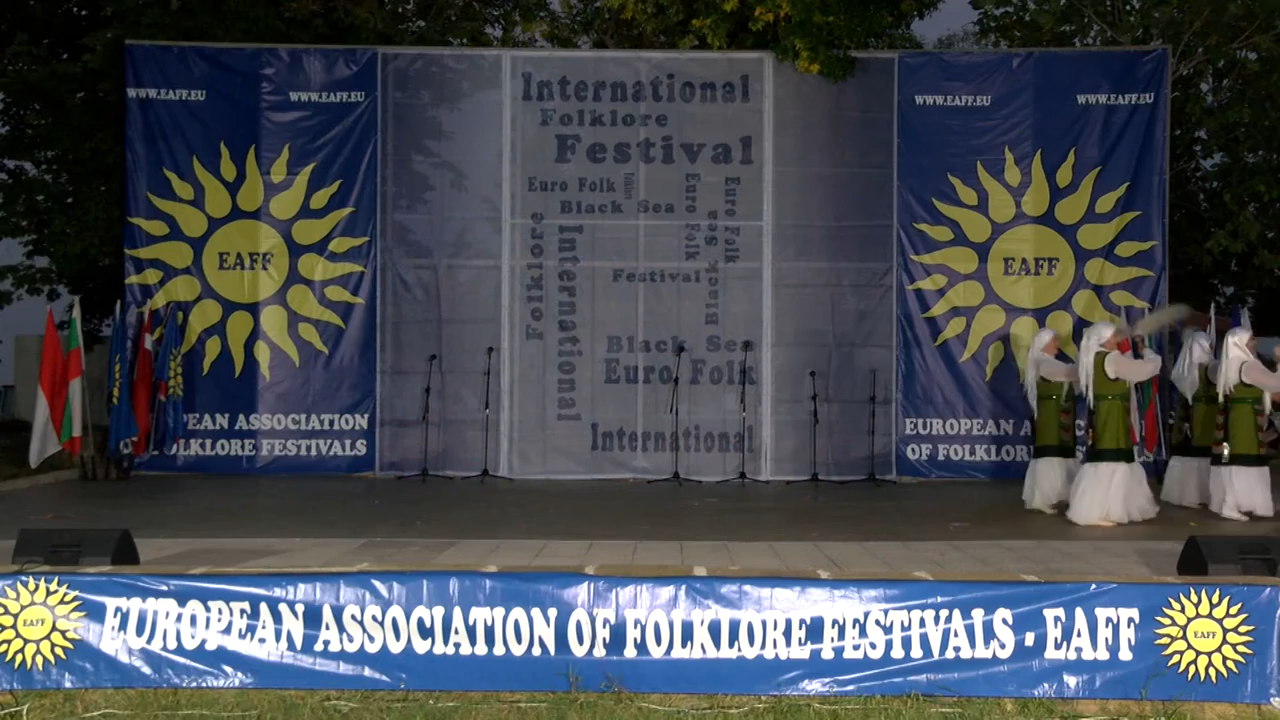 WWW.EAFF.EU
WWW.EAFF.EU
EAFF
PEAN ASSOCIATION
OLKLORE FESTIVALS
International
Folklore
Festival
Euro Folk
Black Sea
Folklore
International
Euro Folk
Black Sea
Euro Folk
Festival
Black Sea
Euro Folk
International
WWW.EAFF.EU
WWW.EAFF.EU
EAFF
EUROPEAN A
OF FOLKLOR
LS
EAFF
EUROPEAN ASSOCIATION OF FOLKLORE FESTIVALS - EAFF
EAFF